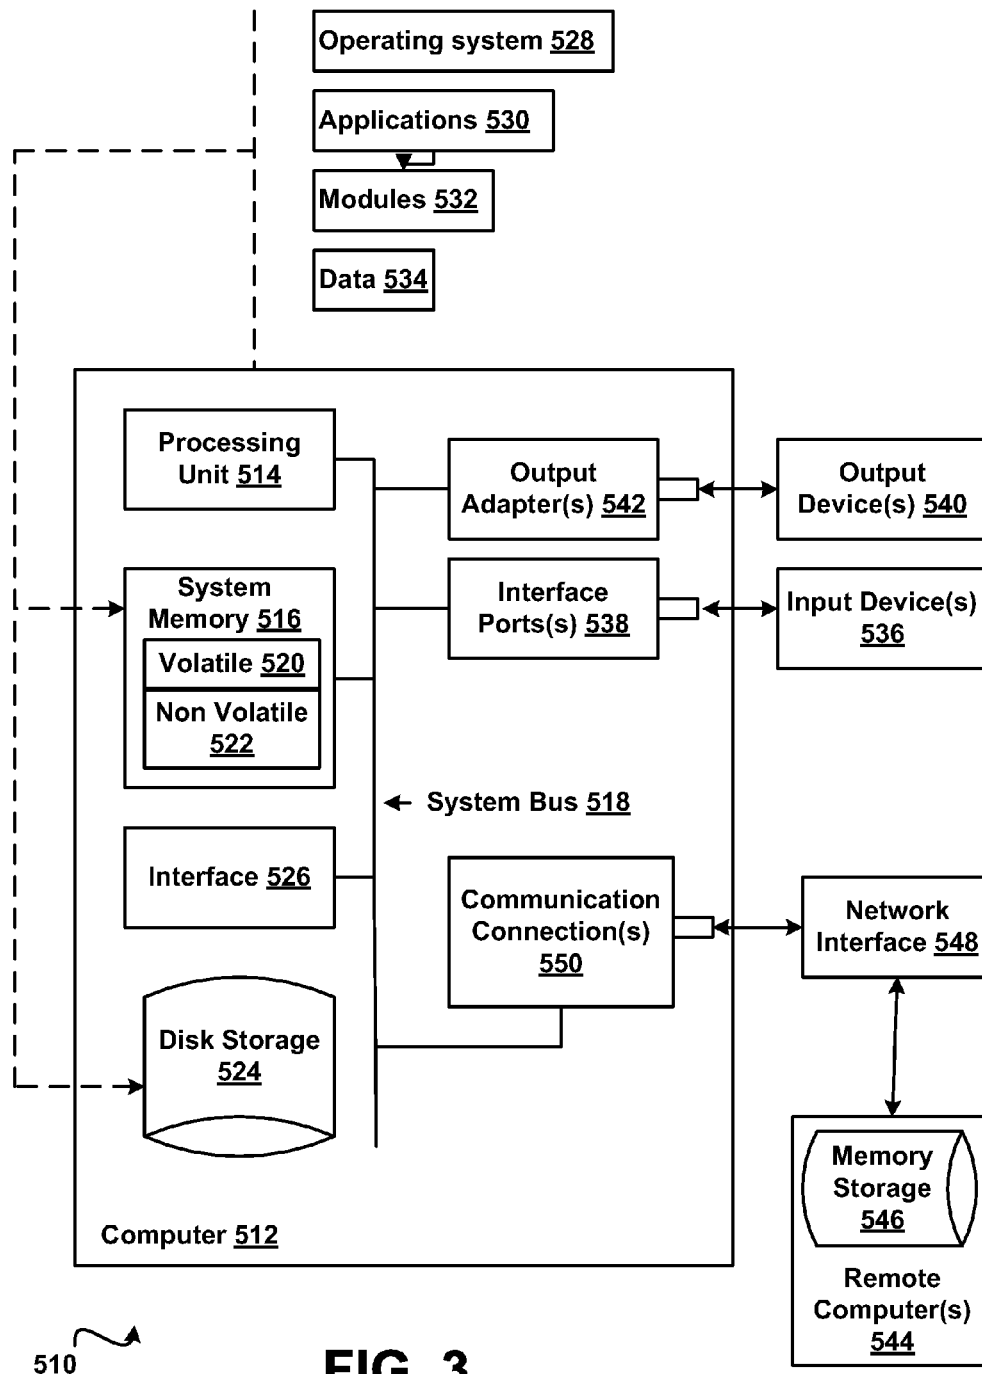 Operating system 528
Applications 530
Modules 532
Data 534
Processing
Unit 514
Output
Adapter(s) 542
Output
Device(s) 540
System
Memory 516
Volatile 520
Non Volatile
522
Interface
Ports(s) 538
Input Device(s)
536
System Bus 518
Interface 526
Communication
Connection(s)
550
Network
Interface 548
Disk Storage
524
Memory
Storage
546
Remote
Computer(s)
544
Computer 512
510
FIG. 3